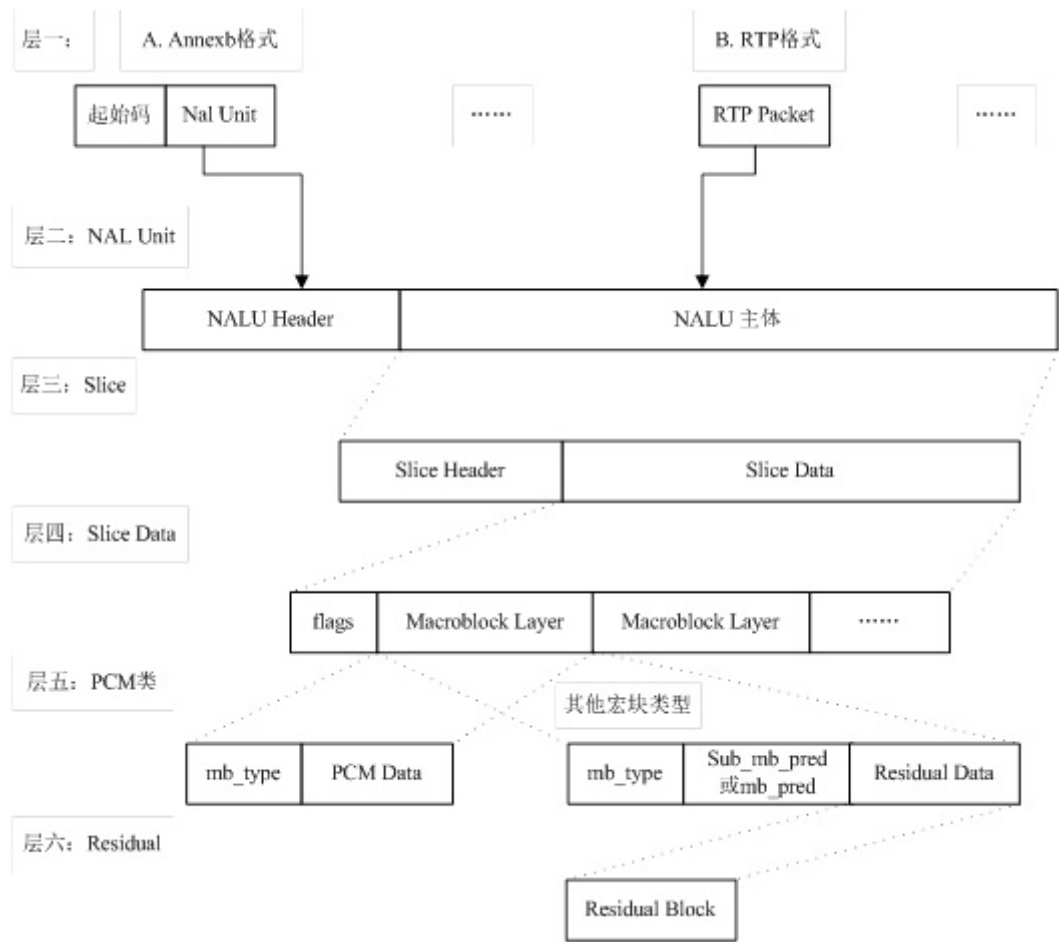 层一：
A. Annexb格式
B. RTP格式
起始码
Nal Unit
……
RTP Packet
……
层二：NAL Unit
NALU Header
NALU 主体
层三：Slice
Slice Header
Slice Data
层四：Slice Data
flags
Macroblock Layer
Macroblock Layer
……
层五：PCM类
其他宏块类型
mb_type
PCM Data
mb_type
Sub_mb_pred
或mb_pred
Residual Data
层六：Residual
Residual Block